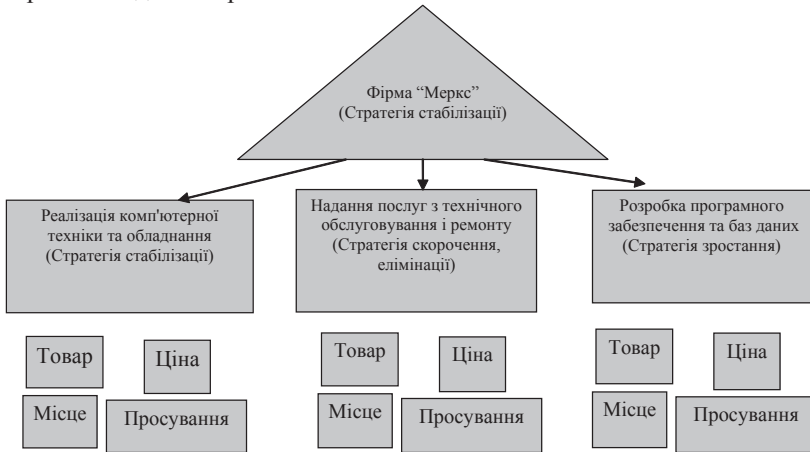 Фірма “Меркс”
(Стратегія стабілізації)
Реалізація комп'ютерної
техніки та обладнання
(Стратегія стабілізації)
Надання послуг з технічного
обслуговування і ремонту
(Стратегія скорочення,
елімінації)
Розробка програмного
забезпечення та баз даних
(Стратегія зростання)
Товар
Ціна
Місце
Просування
Товар
Ціна
Місце
Просування
Товар
Ціна
Місце
Просування